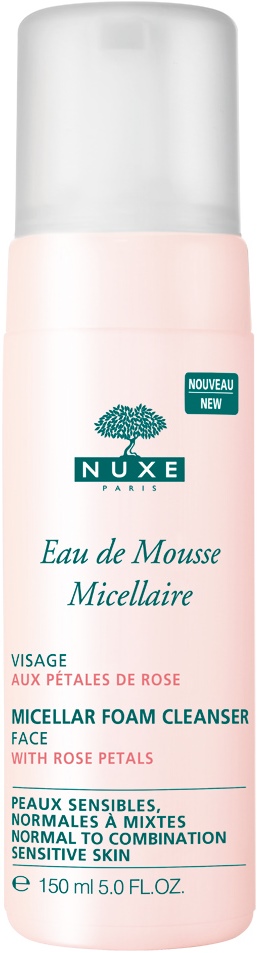 NOUVEAU
NEW
NUXE
PARIS
Eau de Mousse
Micellaire
VISAGE
AUX PÉTALES DE ROSE
MICELLAR FOAM CLEANSER
FACE
WITH ROSE PETALS
PEAUX SENSIBLES,
NORMALES À MIXTES
NORMAL TO COMBINATION
SENSITIVE SKIN
℮ 150 ml 5.0 FL.OZ.